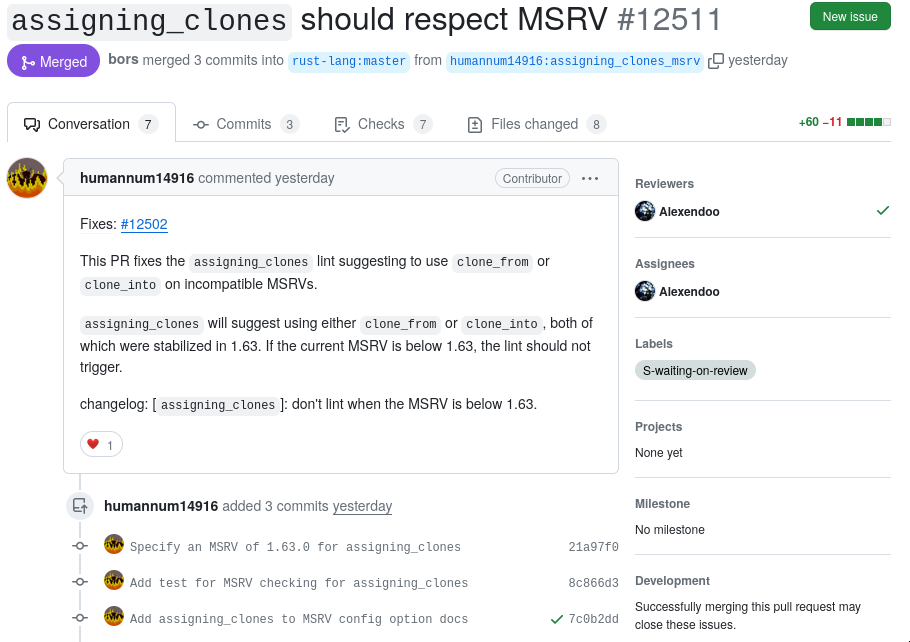 assigning_clones should respect MSRV #12511
New issue
Merged
bors merged 3 commits into rust-lang:master from humannum14916:assigning_clones_msrv yesterday
Conversation 7
Commits 3
Checks 7
Files changed 8
+60 −11
humannum14916 commented yesterday
Contributor
Fixes: #12502
This PR fixes the assigning_clones lint suggesting to use clone_from or
clone_into on incompatible MSRVs.
assigning_clones will suggest using either clone_from or clone_into, both of
which were stabilized in 1.63. If the current MSRV is below 1.63, the lint should not
trigger.
changelog: [ assigning_clones ]: don't lint when the MSRV is below 1.63.
1
humannum14916 added 3 commits yesterday
Specify an MSRV of 1.63.0 for assigning_clones 21a97f0
Add test for MSRV checking for assigning_clones 8c866d3
Add assigning_clones to MSRV config option docs 7c0b2dd
Reviewers
Alexendoo
Assignees
Alexendoo
Labels
S-waiting-on-review
Projects
None yet
Milestone
No milestone
Development
Successfully merging this pull request may
close these issues.